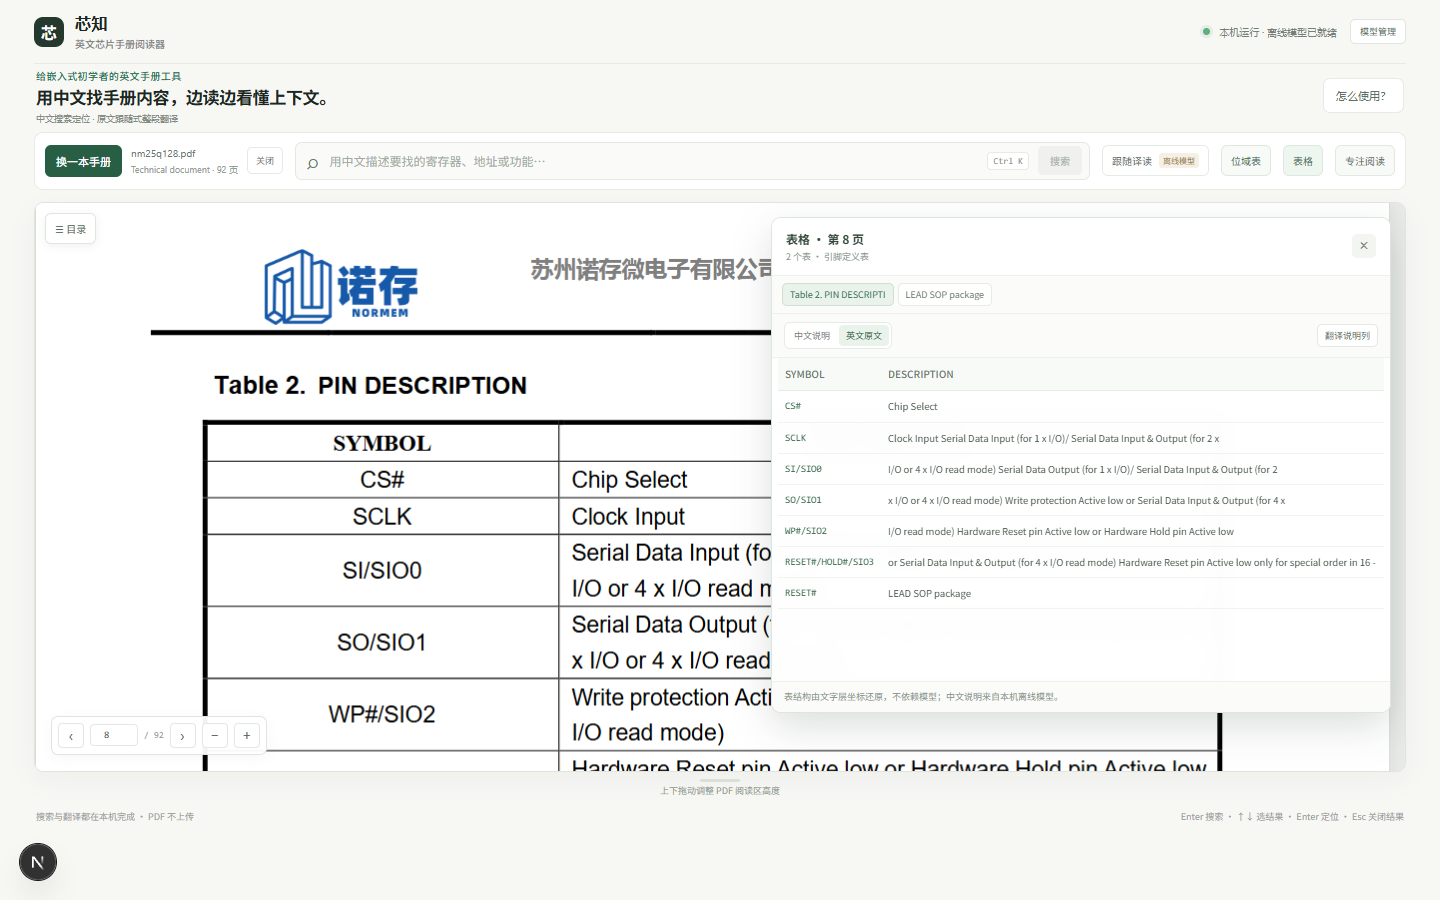 芯
芯知
英文芯片手册阅读器
本机运行 · 离线模型已就绪
模型管理
给嵌入式初学者的英文手册工具
用中文找手册内容，边读边看懂上下文。
中文搜索定位 · 原文跟随式整段翻译
怎么使用？
换一本手册
nm25q128.pdf
Technical document · 92 页
关闭
用中文描述要找的寄存器、地址或功能…
Ctrl K
搜索
跟随译读
离线模型
位域表
表格
专注阅读
☰ 目录
诺存
NORMEM
苏州诺存微电子有限公司
Table 2. PIN DESCRIPTION
SYMBOL
CS#
Chip Select
SCLK
Clock Input
SI/SIO0
Serial Data Input (fo
I/O or 4 x I/O read m
SO/SIO1
Serial Data Output (
x I/O or 4 x I/O read
WP#/SIO2
Write protection Acti
I/O read mode)
Hardware Reset pin Active low or Hardware Hold pin Active low
表格 · 第 8 页
2 个表 · 引脚定义表
×
Table 2. PIN DESCRIPTI
LEAD SOP package
中文说明
英文原文
翻译说明列
SYMBOL DESCRIPTION
CS# Chip Select
SCLK Clock Input Serial Data Input (for 1 x I/O)/ Serial Data Input & Output (for 2 x
SI/SIO0 I/O or 4 x I/O read mode) Serial Data Output (for 1 x I/O)/ Serial Data Input & Output (for 2
SO/SIO1 x I/O or 4 x I/O read mode) Write protection Active low or Serial Data Input & Output (for 4 x
WP#/SIO2 I/O read mode) Hardware Reset pin Active low or Hardware Hold pin Active low
RESET#/HOLD#/SIO3 or Serial Data Input & Output (for 4 x I/O read mode) Hardware Reset pin Active low only for special order in 16 -
RESET# LEAD SOP package
表结构由文字层坐标还原，不依赖模型；中文说明来自本机离线模型。
‹ 8 / 92 › − +
上下拖动调整 PDF 阅读区高度
搜索与翻译都在本机完成 · PDF 不上传
Enter 搜索 · ↑↓ 选结果 · Enter 定位 · Esc 关闭结果
N